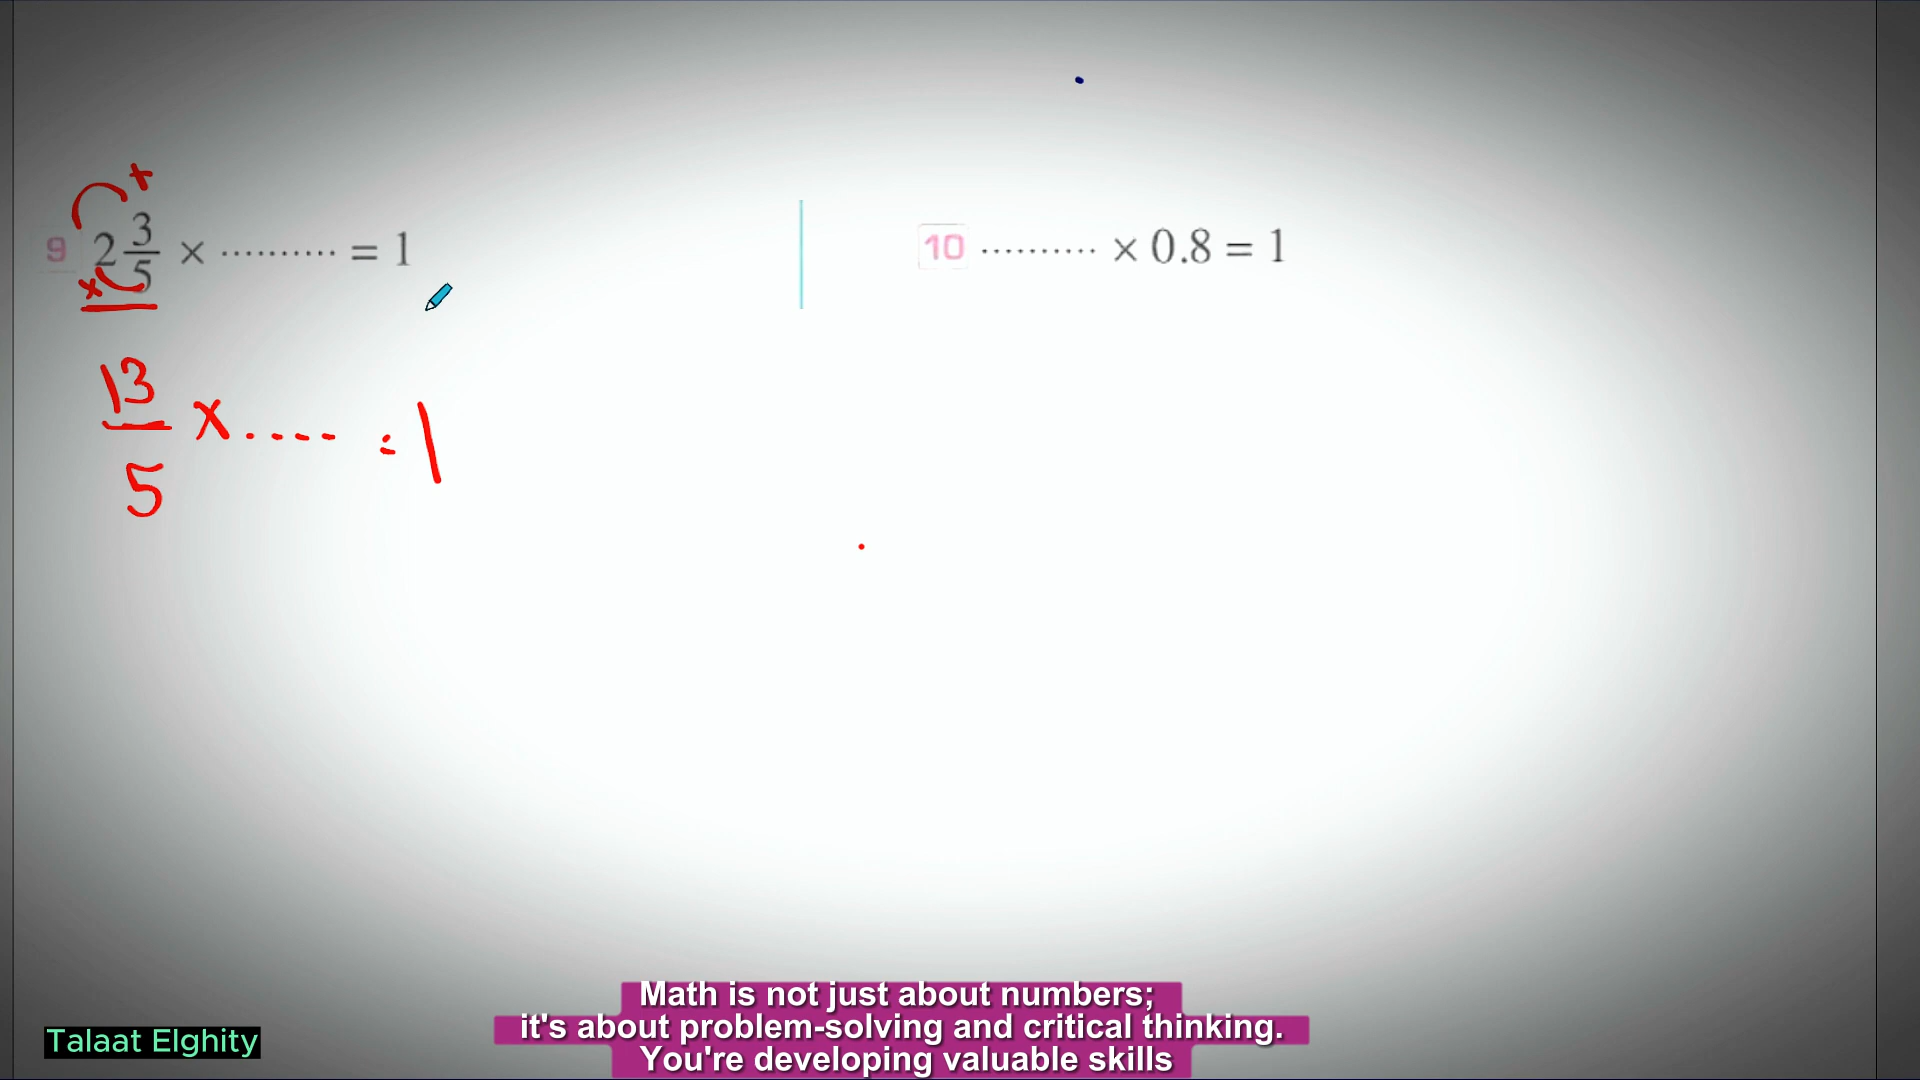 9 2 3/5 × .......... = 1
13/5 × .... = 1
10 .......... × 0.8 = 1
Math is not just about numbers;
it's about problem-solving and critical thinking.
You're developing valuable skills
Talaat Elghity